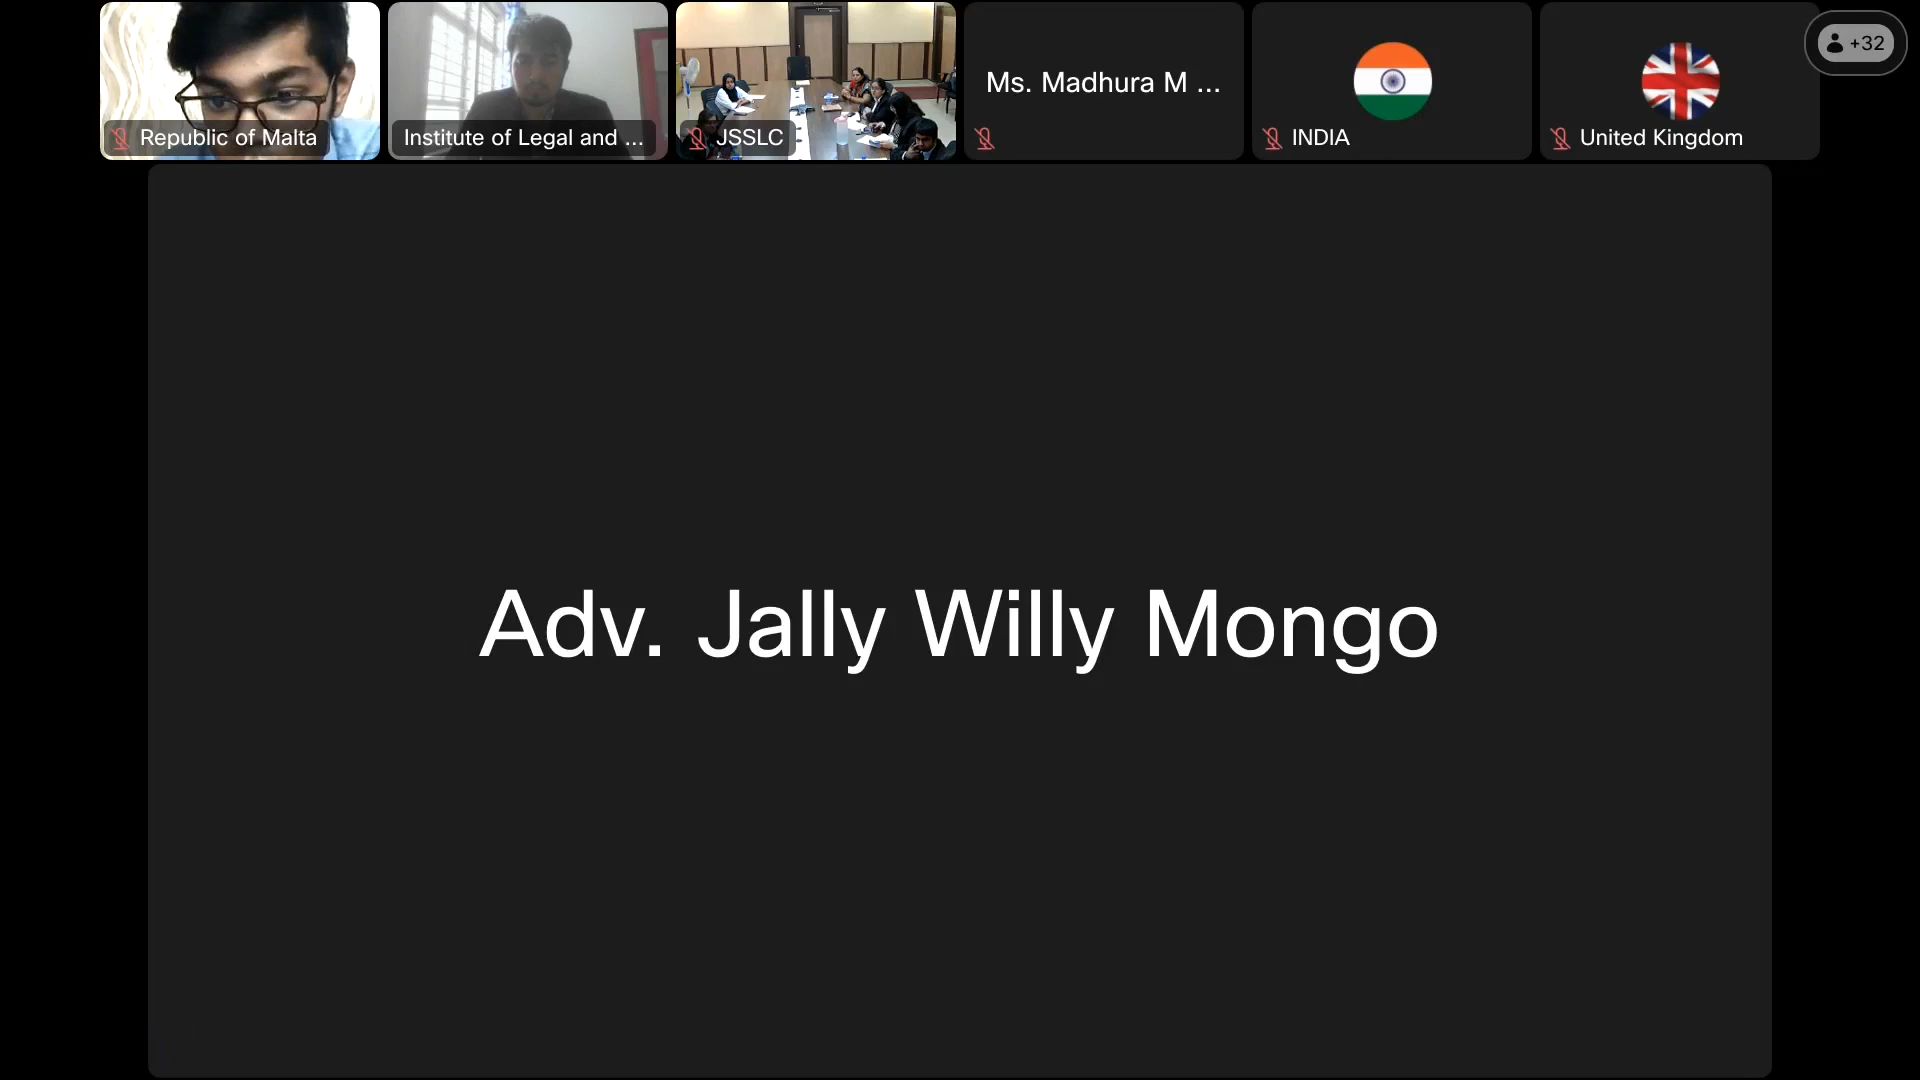 Republic of Malta
Institute of Legal and ...
JSSLC
Ms. Madhura M ...
INDIA
United Kingdom
+32
Adv. Jally Willy Mongo